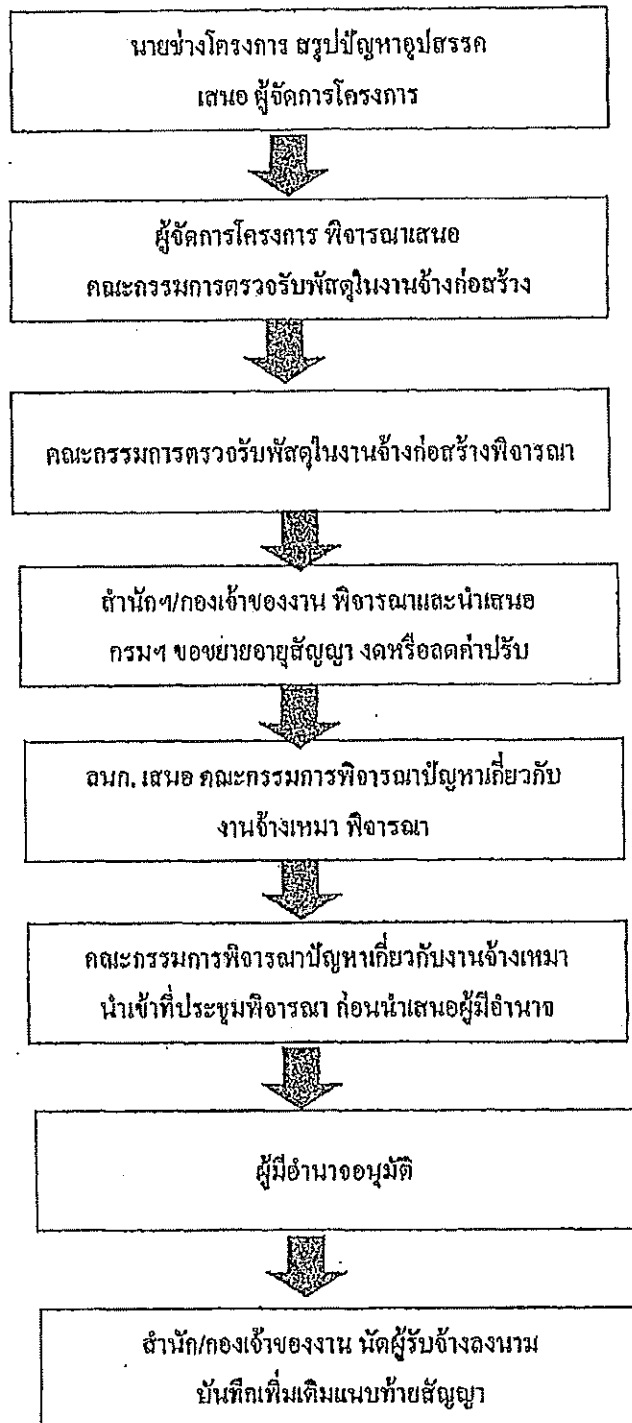 นายช่างโครงการ สรุปปัญหาอุปสรรค
เสนอ ผู้จัดการโครงการ
ผู้จัดการโครงการ พิจารณาเสนอ
คณะกรรมการตรวจรับพัสดุในงานจ้างก่อสร้าง
คณะกรรมการตรวจรับพัสดุในงานจ้างก่อสร้างพิจารณา
สำนักฯ/กองเจ้าของงาน พิจารณาและนำเสนอ
กรมฯ ขอขยายอายุสัญญา งดหรือลดค่าปรับ
ลนก. เสนอ คณะกรรมการพิจารณาปัญหาเกี่ยวกับ
งานจ้างเหมา พิจารณา
คณะกรรมการพิจารณาปัญหาเกี่ยวกับงานจ้างเหมา
นำเข้าที่ประชุมพิจารณา ก่อนนำเสนอผู้มีอำนาจ
ผู้มีอำนาจอนุมัติ
สำนัก/กองเจ้าของงาน นัดผู้รับจ้างลงนาม
บันทึกเพิ่มเติมแนบท้ายสัญญา